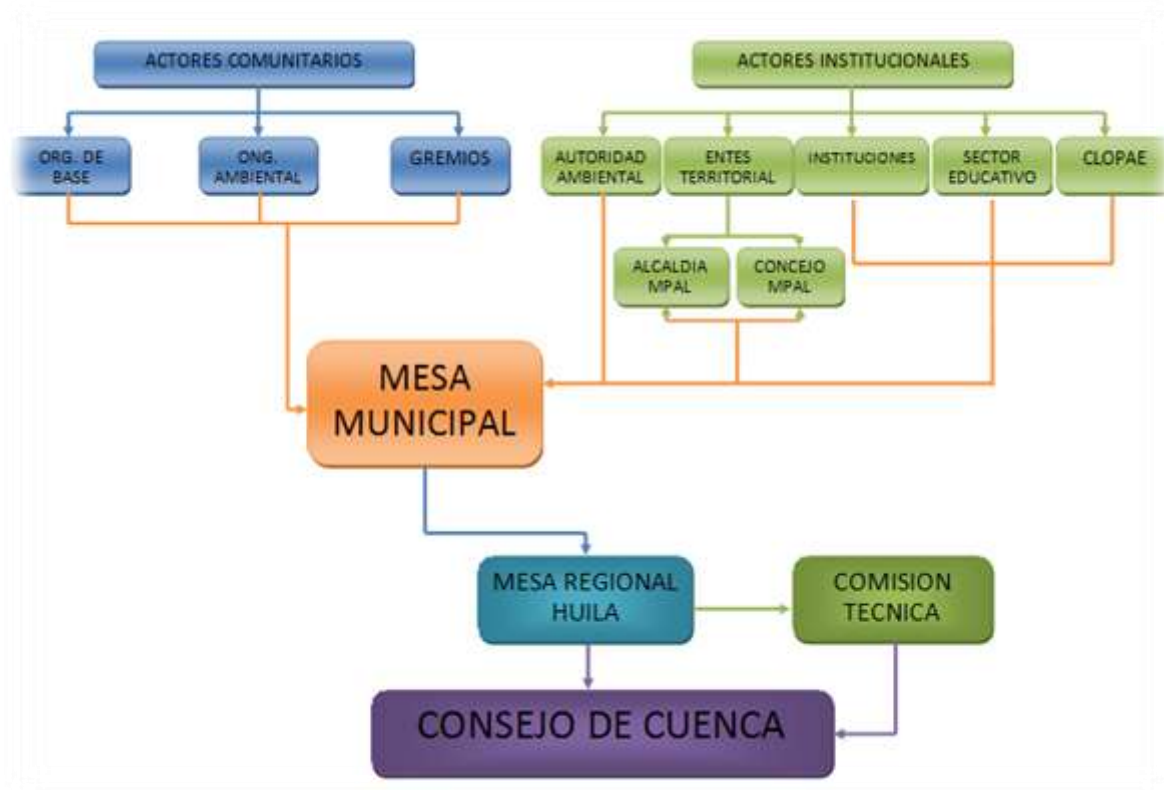 ACTORES COMUNITARIOS
ACTORES INSTITUCIONALES
ORG. DE
BASE
ONG.
AMBIENTAL
GREMIOS
AUTORIDAD
AMBIENTAL
ENTES
TERRITORIAL
INSTITUCIONES
SECTOR
EDUCATIVO
CLOPAE
ALCALDIA
MPAL
CONCEJO
MPAL
MESA
MUNICIPAL
MESA REGIONAL
HUILA
COMISION
TECNICA
CONSEJO DE CUENCA